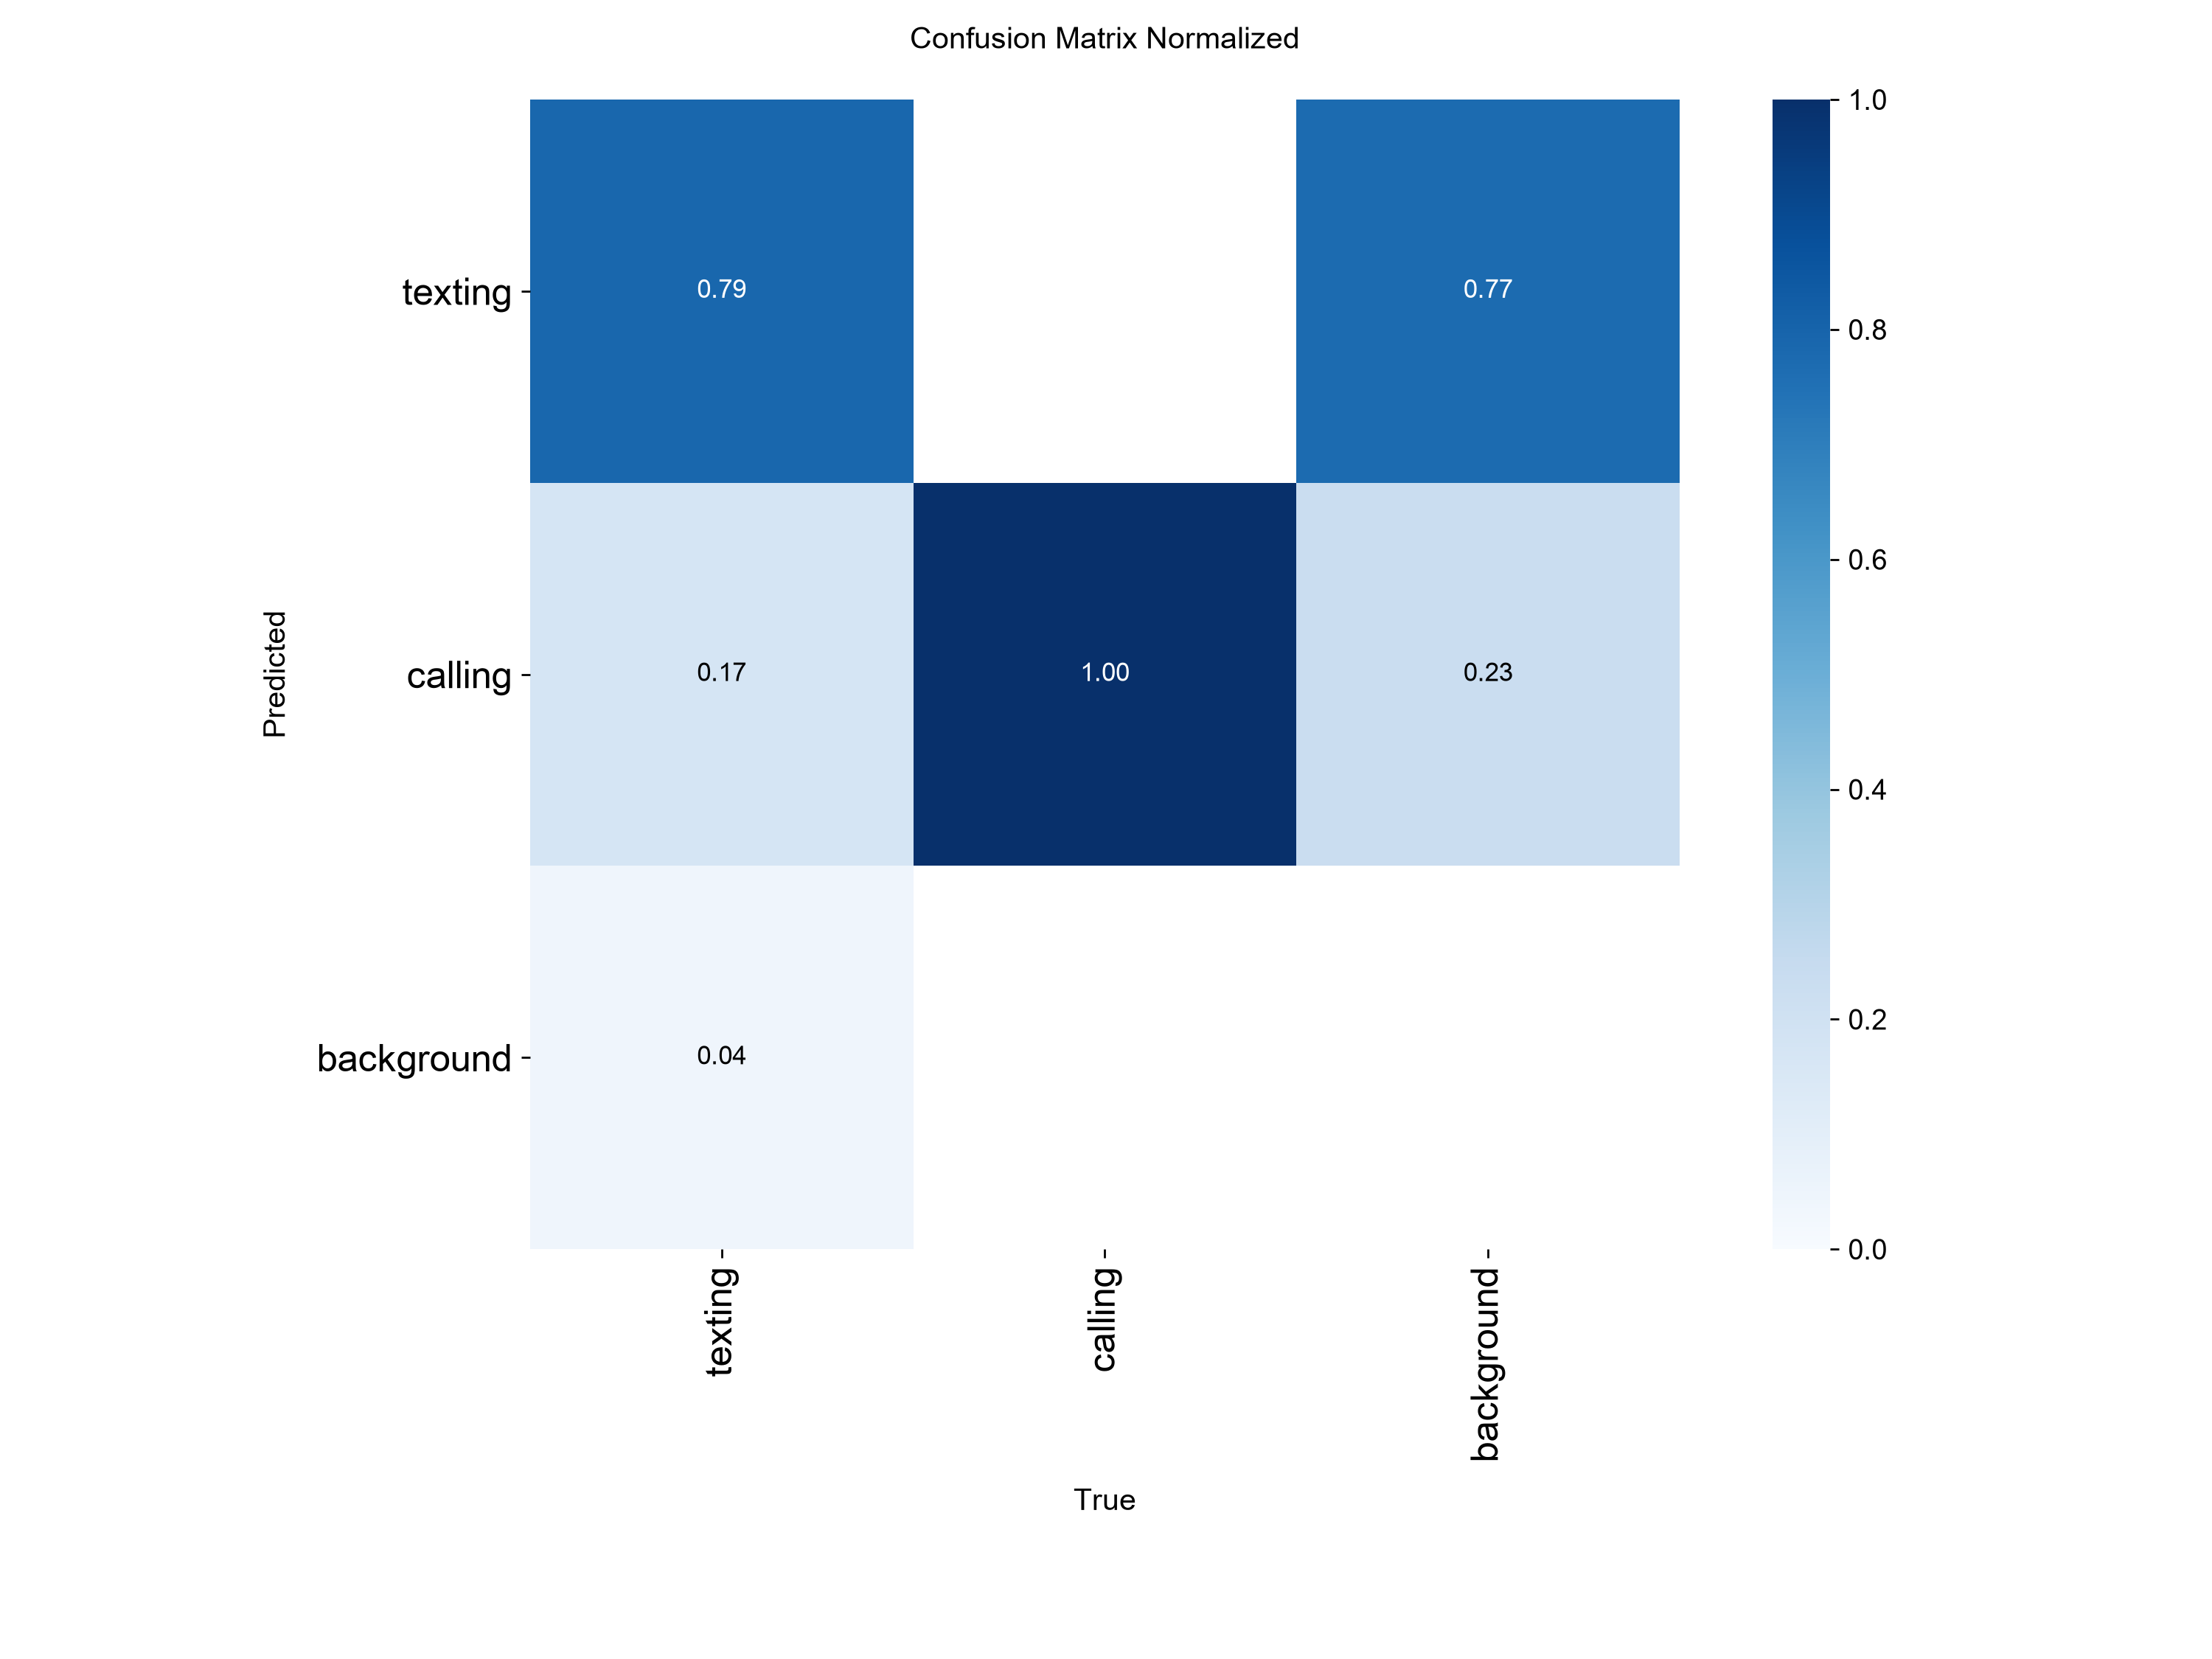 Confusion Matrix Normalized
1.0
0.8
0.6
0.4
0.2
0.0
Predicted
texting
0.79
0.77
calling
0.17
1.00
0.23
background
0.04
texting
calling
background
True